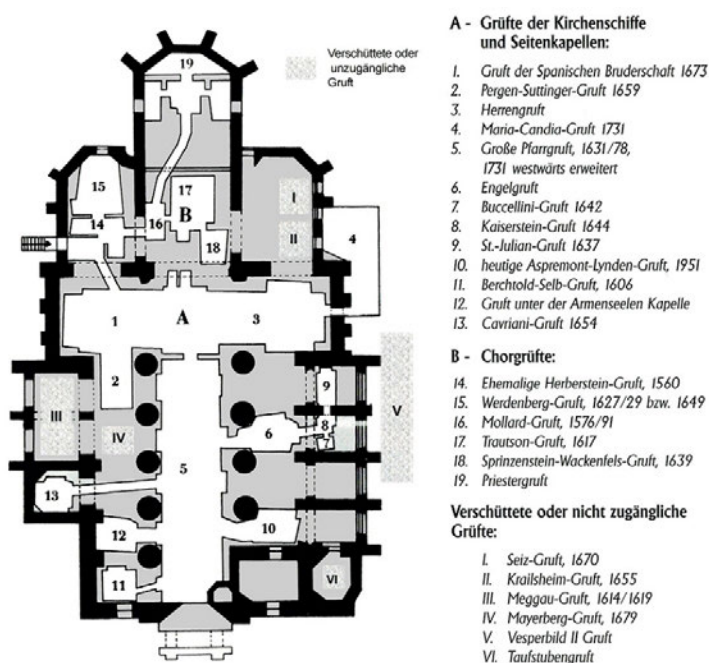 Verschüttete oder
unzugängliche
Gruft
19
15
17
I
14
16
B
II
18
4
1
A
3
2
9
III
8
V
IV
6
7
5
13
12
10
11
VI
A - Grüfte der Kirchenschiffe
und Seitenkapellen:
1. Gruft der Spanischen Bruderschaft 1673
2. Pergen-Suttinger-Gruft 1659
3. Herrengruft
4. Maria-Candia-Gruft 1731
5. Große Pfarrgruft, 1631/78,
1731 westwärts erweitert
6. Engelgruft
7. Buccellini-Gruft 1642
8. Kaiserstein-Gruft 1644
9. St.-Julian-Gruft 1637
10. heutige Aspremont-Lynden-Gruft, 1951
11. Berchtold-Selb-Gruft, 1606
12. Gruft unter der Armenseelen Kapelle
13. Cavriani-Gruft 1654
B - Chorgrüfte:
14. Ehemalige Herberstein-Gruft, 1560
15. Werdenberg-Gruft, 1627/29 bzw. 1649
16. Mollard-Gruft, 1576/91
17. Trautson-Gruft, 1617
18. Sprinzenstein-Wackenfels-Gruft, 1639
19. Priestergruft
Verschüttete oder nicht zugängliche
Grüfte:
I. Seiz-Gruft, 1670
II. Krailsheim-Gruft, 1655
III. Meggau-Gruft, 1614/1619
IV. Mayerberg-Gruft, 1679
V. Vesperbild II Gruft
VI. Taufstubengruft